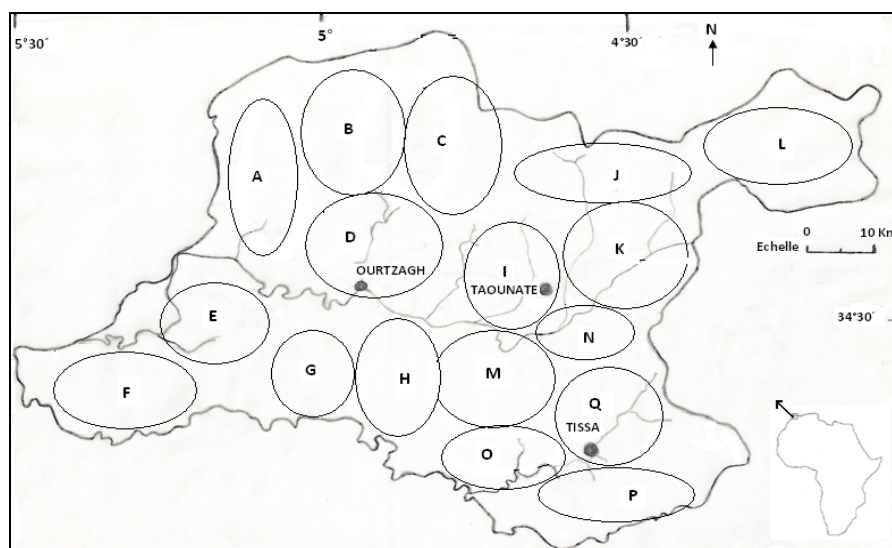 5°30´
5°
4°30´
N
B
C
L
A
J
D
K
Echelle
0
10 Km
OURTZAGH
I
TAOUNATE
E
34°30´
N
G
H
M
F
Q
TISSA
O
P